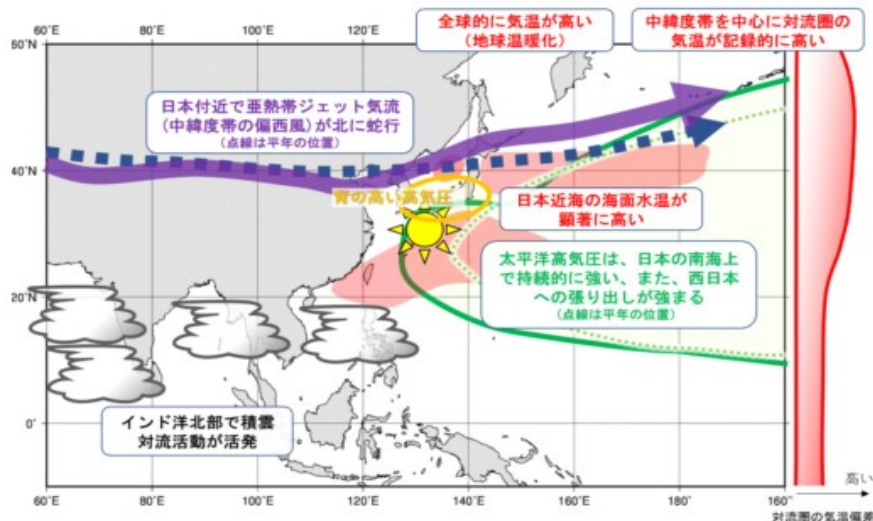 全球的に気温が高い
（地球温暖化）
中緯度帯を中心に対流圏の
気温が記録的に高い
60°N
日本付近で亜熱帯ジェット気流
（中緯度帯の偏西風）が北に蛇行
（点線は平年の位置）
40°N
背の高い高気圧
日本近海の海面水温が
顕著に高い
太平洋高気圧は、日本の南海上
で持続的に強い、また、西日本
への張り出しが強まる
（点線は平年の位置）
20°N
インド洋北部で積雲
対流活動が活発
0°
60°E
80°E
100°E
120°E
140°E
160°E
180°
160°
高い
対流圏の気温偏差